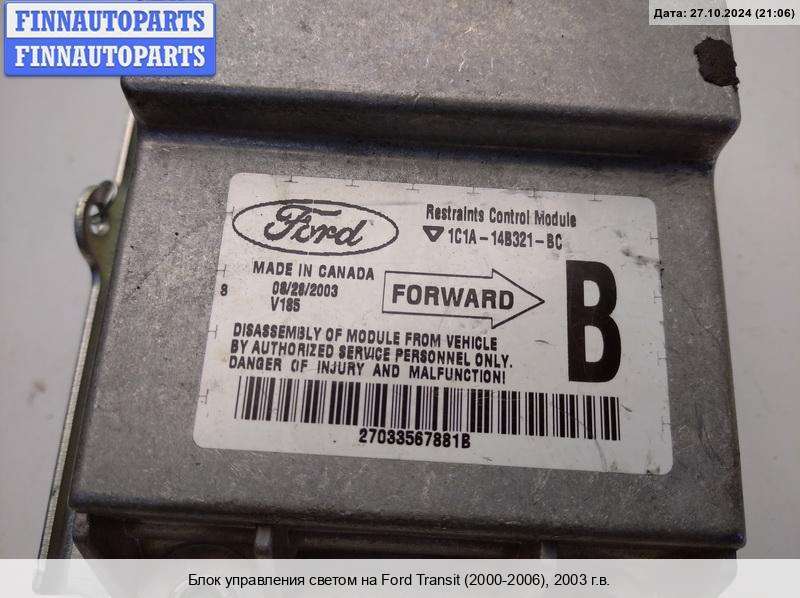 FINNAUTOPARTS
FINNAUTOPARTS
Дата: 27.10.2024 (21:06)
Ford
Restraints Control Module
1C1A-14B321-BC
MADE IN CANADA
8
08/28/2003
V185
FORWARD
B
DISASSEMBLY OF MODULE FROM VEHICLE
BY AUTHORIZED SERVICE PERSONNEL ONLY.
DANGER OF INJURY AND MALFUNCTION!
27033567881B
Блок управления светом на Ford Transit (2000-2006), 2003 г.в.